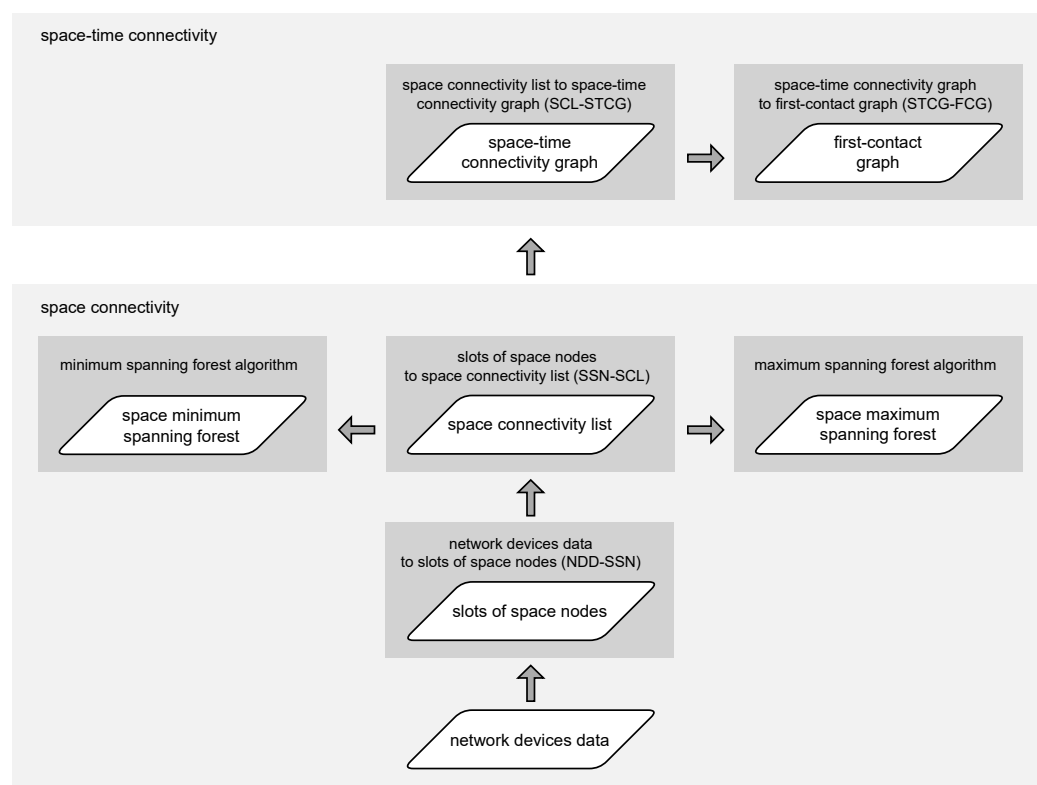 space-time connectivity
space connectivity list to space-time
connectivity graph (SCL-STCG)
space-time
connectivity graph
space-time connectivity graph
to first-contact graph (STCG-FCG)
first-contact
graph
space connectivity
minimum spanning forest algorithm
space minimum
spanning forest
slots of space nodes
to space connectivity list (SSN-SCL)
space connectivity list
maximum spanning forest algorithm
space maximum
spanning forest
network devices data
to slots of space nodes (NDD-SSN)
slots of space nodes
network devices data